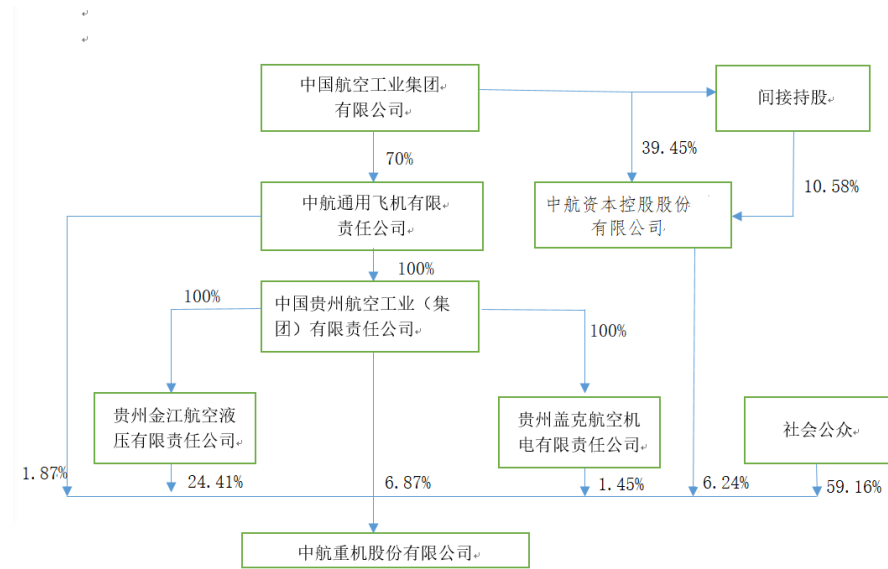 中国航空工业集团
有限公司
间接持股
39.45%
70%
10.58%
中航通用飞机有限
责任公司
中航资本控股股份
有限公司
100%
100%
中国贵州航空工业（集
团）有限责任公司
100%
贵州金江航空液
压有限责任公司
贵州盖克航空机
电有限责任公司
社会公众
1.87%
24.41%
6.87%
1.45%
6.24%
59.16%
中航重机股份有限公司